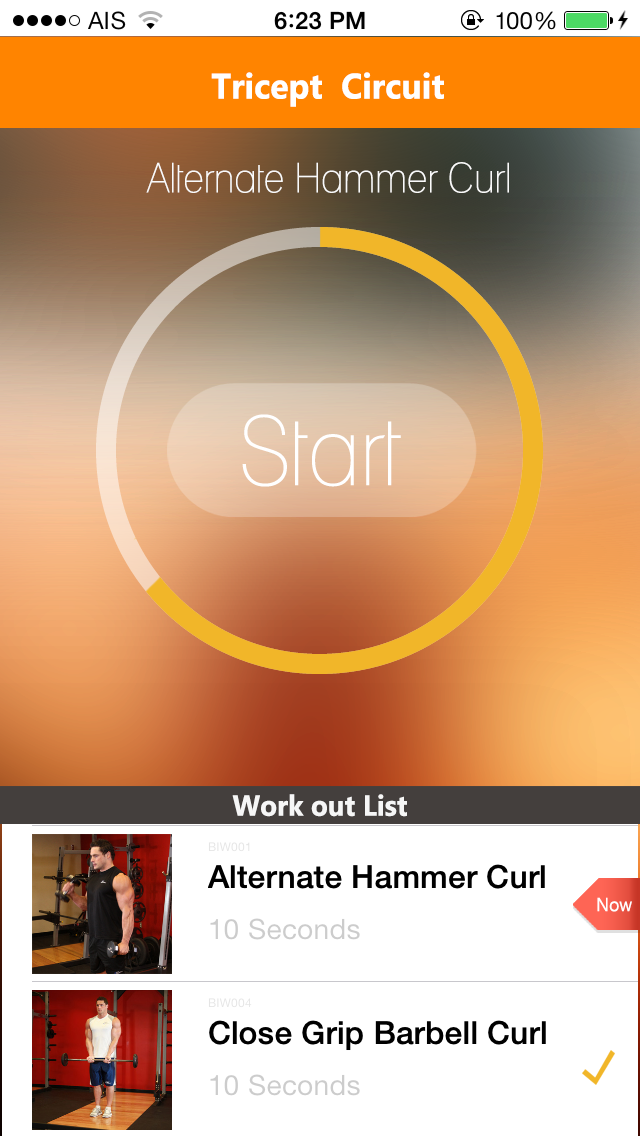 AIS 6:23 PM 100%
Tricept Circuit
Alternate Hammer Curl
Start
Work out List
BIW001
Alternate Hammer Curl
Now
10 Seconds
BIW004
Close Grip Barbell Curl
10 Seconds